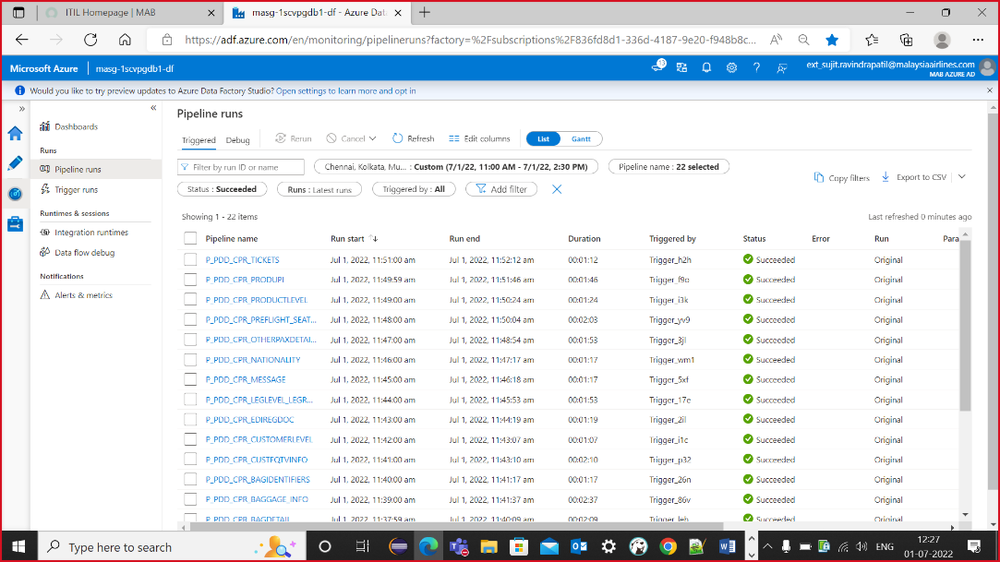 ITIL Homepage | MAB
masg-1scvpgdb1-df - Azure Data
https://adf.azure.com/en/monitoring/pipelineruns?factory=%2Fsubscriptions%2F836fd8d1-336d-4187-9e20-f948b8c...
Microsoft Azure masg-1scvpgdb1-df
13
ext_sujit.ravindrapatil@malaysiaairlines.com
MAB AZURE AD
Would you like to try preview updates to Azure Data Factory Studio? Open settings to learn more and opt in
Dashboards
Runs
Pipeline runs
Trigger runs
Runtimes & sessions
Integration runtimes
Data flow debug
Notifications
Alerts & metrics
Pipeline runs
Triggered Debug Rerun Cancel Refresh Edit columns List Gantt
Filter by run ID or name Chennai, Kolkata, Mu... : Custom (7/1/22, 11:00 AM - 7/1/22, 2:30 PM) Pipeline name : 22 selected
Copy filters Export to CSV
Status : Succeeded Runs : Latest runs Triggered by : All Add filter
Showing 1 - 22 items Last refreshed 0 minutes ago
Pipeline name Run start Run end Duration Triggered by Status Error Run Para
P_PDD_CPR_TICKETS Jul 1, 2022, 11:51:00 am Jul 1, 2022, 11:52:12 am 00:01:12 Trigger_h2h Succeeded Original
P_PDD_CPR_PRODUPI Jul 1, 2022, 11:49:59 am Jul 1, 2022, 11:51:46 am 00:01:46 Trigger_f9o Succeeded Original
P_PDD_CPR_PRODUCTLEVEL Jul 1, 2022, 11:49:00 am Jul 1, 2022, 11:50:24 am 00:01:24 Trigger_i3k Succeeded Original
P_PDD_CPR_PREFLIGHT_SEAT... Jul 1, 2022, 11:48:00 am Jul 1, 2022, 11:50:04 am 00:02:03 Trigger_yv9 Succeeded Original
P_PDD_CPR_OTHERPAXDETAI... Jul 1, 2022, 11:47:00 am Jul 1, 2022, 11:48:54 am 00:01:53 Trigger_3jl Succeeded Original
P_PDD_CPR_NATIONALITY Jul 1, 2022, 11:46:00 am Jul 1, 2022, 11:47:17 am 00:01:17 Trigger_wm1 Succeeded Original
P_PDD_CPR_MESSAGE Jul 1, 2022, 11:45:00 am Jul 1, 2022, 11:46:18 am 00:01:17 Trigger_5xf Succeeded Original
P_PDD_CPR_LEGLEVEL_LEGR... Jul 1, 2022, 11:44:00 am Jul 1, 2022, 11:45:53 am 00:01:53 Trigger_17e Succeeded Original
P_PDD_CPR_EDIREGDOC Jul 1, 2022, 11:43:00 am Jul 1, 2022, 11:44:19 am 00:01:19 Trigger_2il Succeeded Original
P_PDD_CPR_CUSTOMERLEVEL Jul 1, 2022, 11:42:00 am Jul 1, 2022, 11:43:07 am 00:01:07 Trigger_i1c Succeeded Original
P_PDD_CPR_CUSTFQTVINFO Jul 1, 2022, 11:41:00 am Jul 1, 2022, 11:43:10 am 00:02:10 Trigger_p32 Succeeded Original
P_PDD_CPR_BAGIDENTIFIERS Jul 1, 2022, 11:40:00 am Jul 1, 2022, 11:41:17 am 00:01:17 Trigger_26n Succeeded Original
P_PDD_CPR_BAGGAGE_INFO Jul 1, 2022, 11:39:00 am Jul 1, 2022, 11:41:37 am 00:02:37 Trigger_86v Succeeded Original
P_PDD_CPR_BAGDETAIL Jul 1, 2022, 11:37:59 am Jul 1, 2022, 11:40:09 am 00:02:09 Trigger_leh Succeeded Original
Type here to search
ENG
12:27
01-07-2022